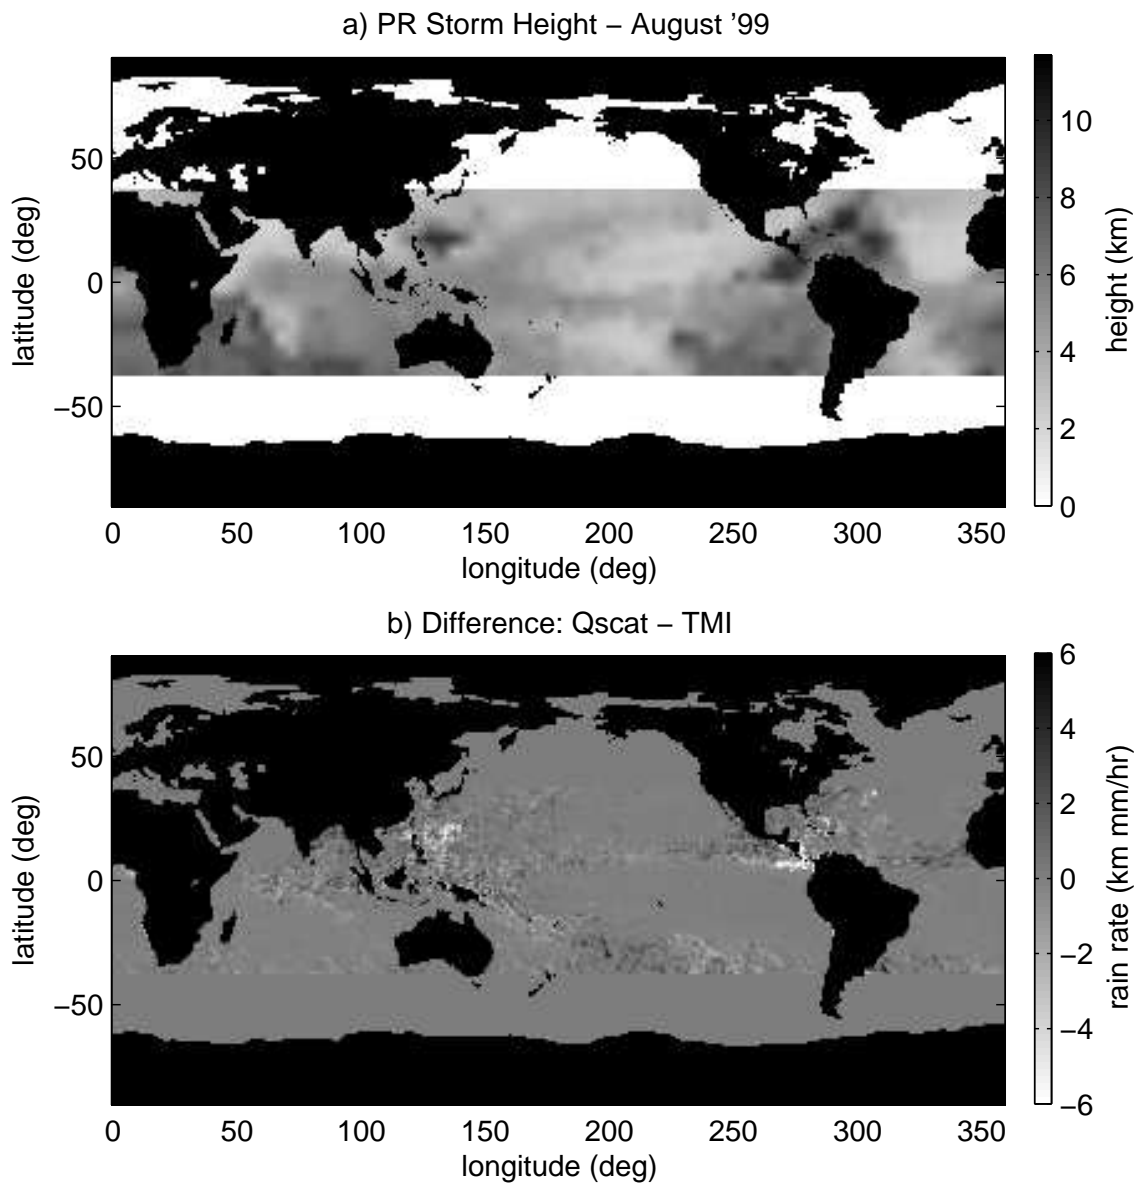 a) PR Storm Height – August ’99
50
0
–50
latitude (deg)
0 50 100 150 200 250 300 350
longitude (deg)
10
8
6
4
2
0
height (km)
b) Difference: Qscat – TMI
50
0
–50
latitude (deg)
0 50 100 150 200 250 300 350
longitude (deg)
6
4
2
0
–2
–4
–6
rain rate (km mm/hr)